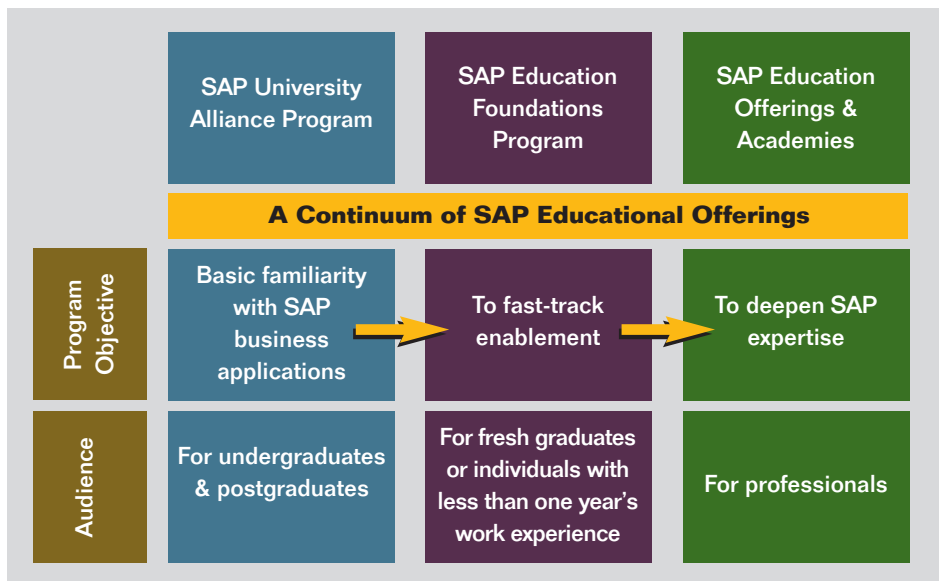 SAP University
Alliance Program
SAP Education
Foundations
Program
SAP Education
Offerings &
Academies
A Continuum of SAP Educational Offerings
Program
Objective
Basic familiarity
with SAP
business
applications
To fast-track
enablement
To deepen SAP
expertise
Audience
For undergraduates
& postgraduates
For fresh graduates
or individuals with
less than one year’s
work experience
For professionals